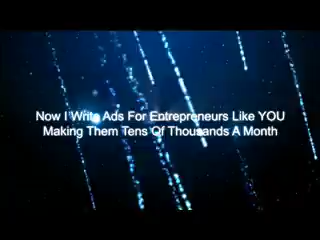 Now I Write Ads For Entrepreneurs Like YOU
Making Them Tens Of Thousands A Month